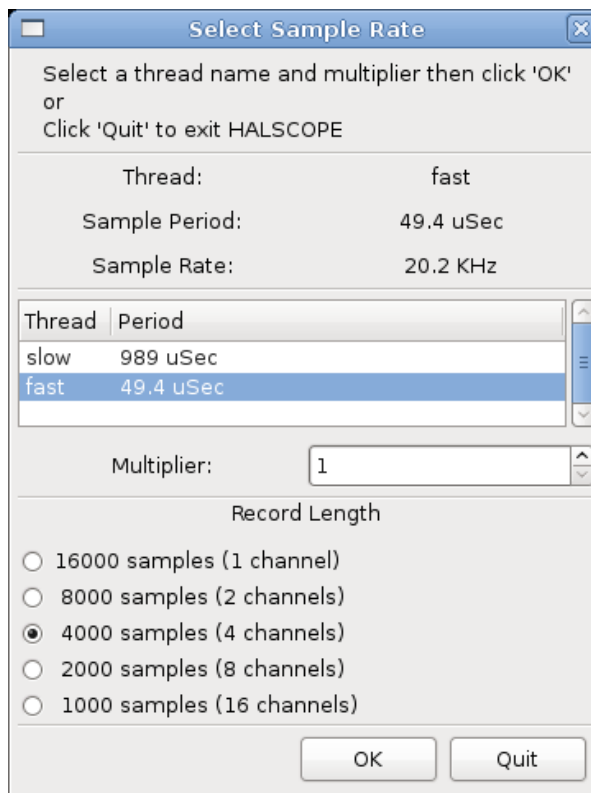 Select Sample Rate
Select a thread name and multiplier then click 'OK'
or
Click 'Quit' to exit HALSCOPE
Thread: fast
Sample Period: 49.4 uSec
Sample Rate: 20.2 KHz
Thread Period
slow 989 uSec
fast 49.4 uSec
Multiplier: 1
Record Length
16000 samples (1 channel)
8000 samples (2 channels)
4000 samples (4 channels)
2000 samples (8 channels)
1000 samples (16 channels)
OK Quit